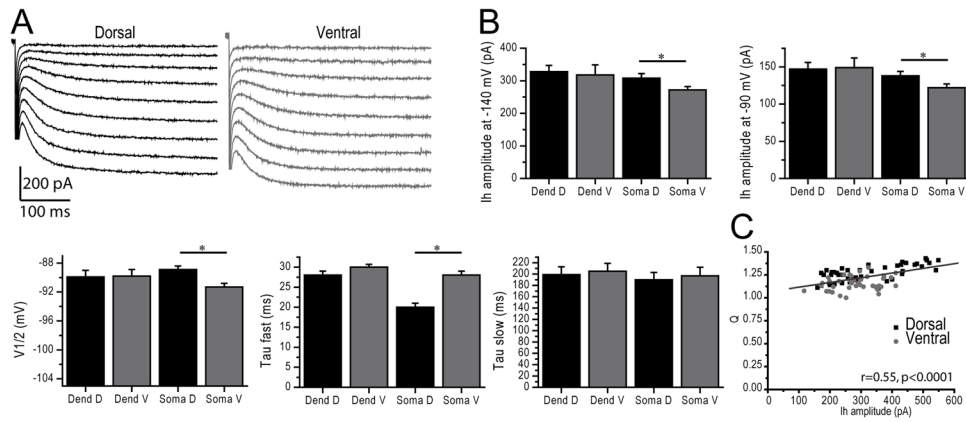 A
Dorsal
Ventral
200 pA
100 ms
B
Ih amplitude at -140 mV (pA)
400
300
200
100
0
*
Dend D Dend V Soma D Soma V
Ih amplitude at -90 mV (pA)
150
100
50
0
*
Dend D Dend V Soma D Soma V
V1/2 (mV)
-88
-92
-96
-100
-104
*
Dend D Dend V Soma D Soma V
Tau fast (ms)
30
25
20
15
10
5
0
*
Dend D Dend V Soma D Soma V
Tau slow (ms)
220
200
180
160
140
120
100
80
60
40
20
0
Dend D Dend V Soma D Soma V
C
Q
1.50
1.25
1.00
0.75
0.50
0.25
0.00
Dorsal
Ventral
r=0.55, p<0.0001
0 100 200 300 400 500 600
Ih amplitude (pA)